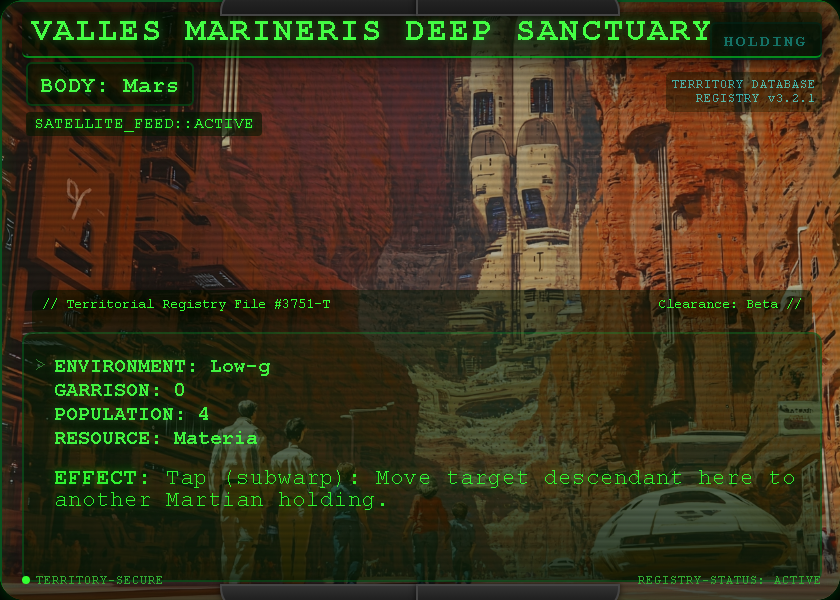 VALLES MARINERIS DEEP SANCTUARY
HOLDING
BODY: Mars
TERRITORY DATABASE
REGISTRY v3.2.1
SATELLITE_FEED::ACTIVE
// Territorial Registry File #3751-T
Clearance: Beta //
> ENVIRONMENT: Low-g
GARRISON: 0
POPULATION: 4
RESOURCE: Materia
EFFECT: Tap (subwarp): Move target descendant here to
another Martian holding.
TERRITORY-SECURE
REGISTRY-STATUS: ACTIVE